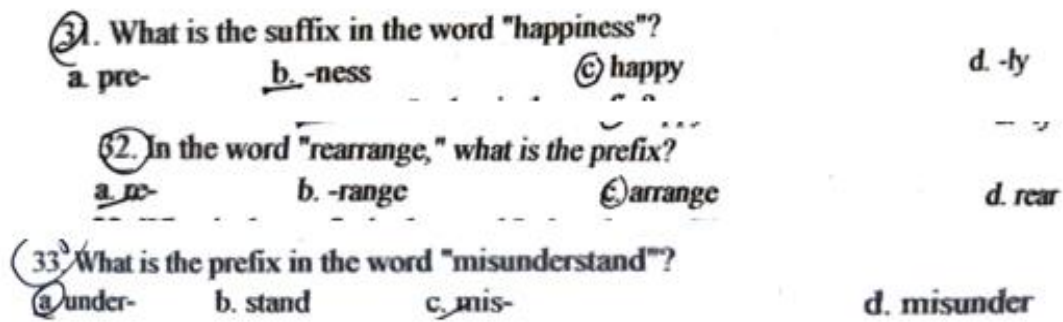 31. What is the suffix in the word "happiness"?
a. pre- b. -ness c) happy d. -ly
32. In the word "rearrange," what is the prefix?
a. re- b. -range c. arrange d. rear
33. What is the prefix in the word "misunderstand"?
a. under- b. stand c. mis- d. misunder